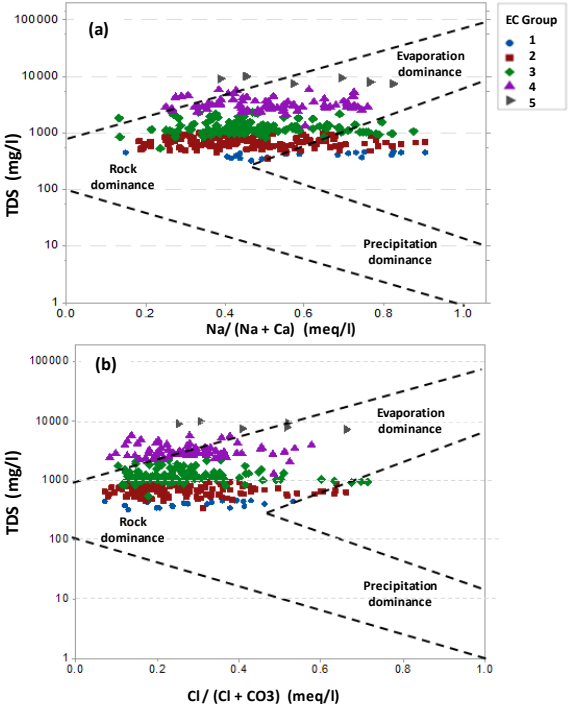 (a)
EC Group
1
2
3
4
5
100000
10000
1000
100
10
1
TDS (mg/l)
Evaporation
dominance
Rock
dominance
Precipitation
dominance
0.0
0.2
0.4
0.6
0.8
1.0
Na/ (Na + Ca) (meq/l)
(b)
100000
10000
1000
100
10
1
TDS (mg/l)
Evaporation
dominance
Rock
dominance
Precipitation
dominance
0.0
0.2
0.4
0.6
0.8
1.0
Cl/ (Cl + CO3) (meq/l)